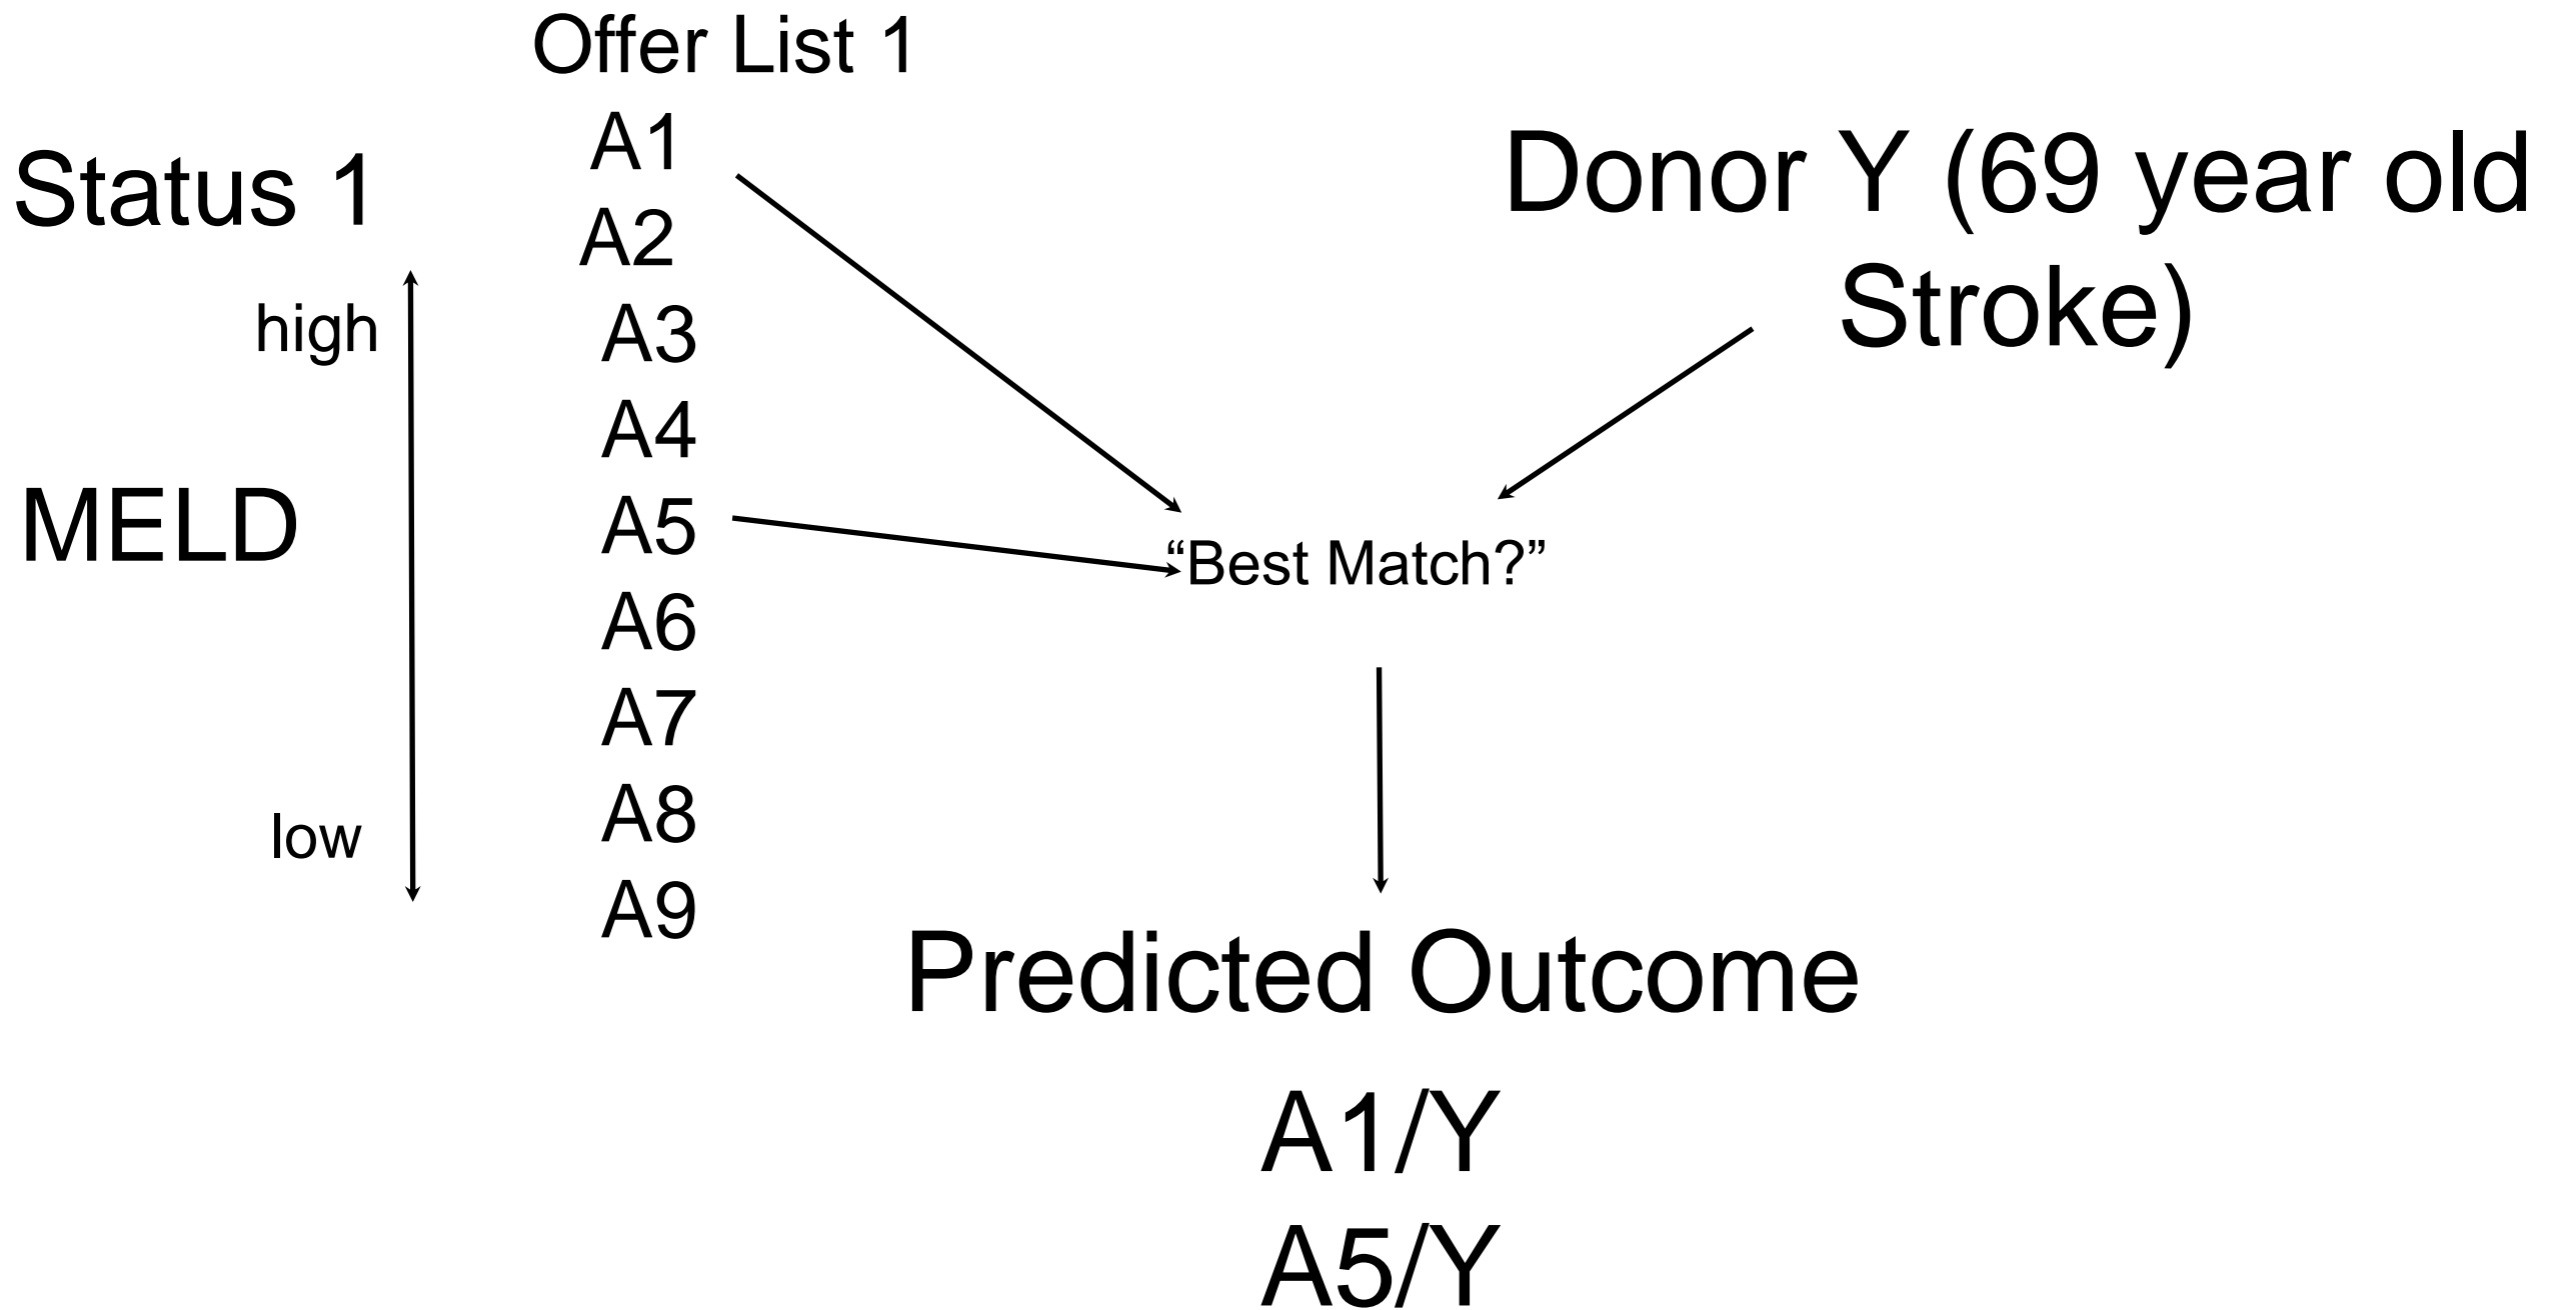 Offer List 1
Status 1
high
MELD
low
A1
A2
A3
A4
A5
A6
A7
A8
A9
Donor Y (69 year old
Stroke)
“Best Match?”
Predicted Outcome
A1/Y
A5/Y